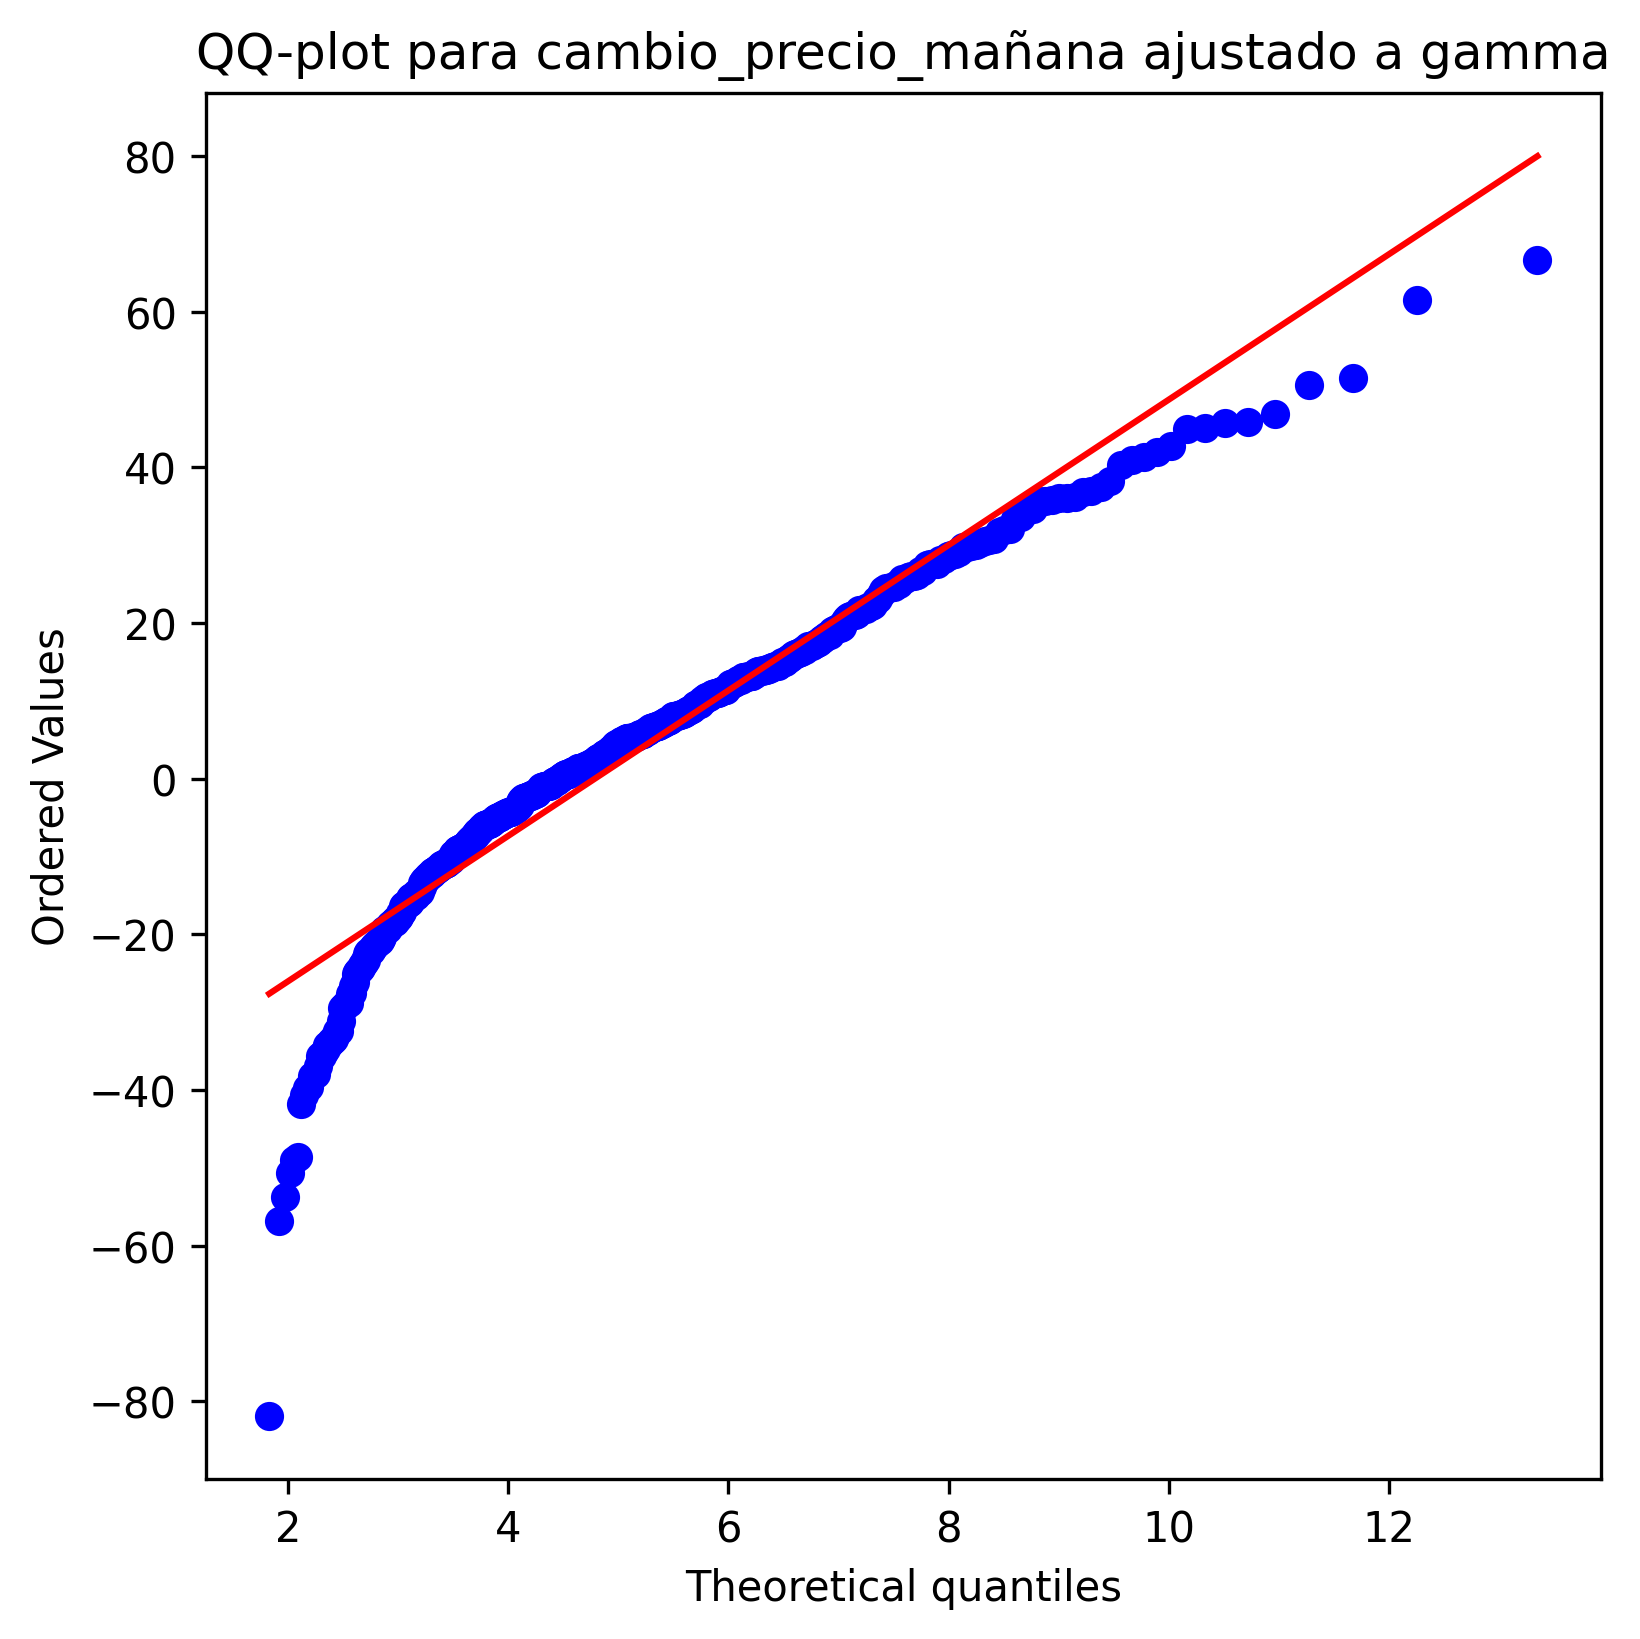 QQ-plot para cambio_precio_mañana ajustado a gamma
80
60
40
20
0
−20
−40
−60
−80
Ordered Values
2 4 6 8 10 12
Theoretical quantiles